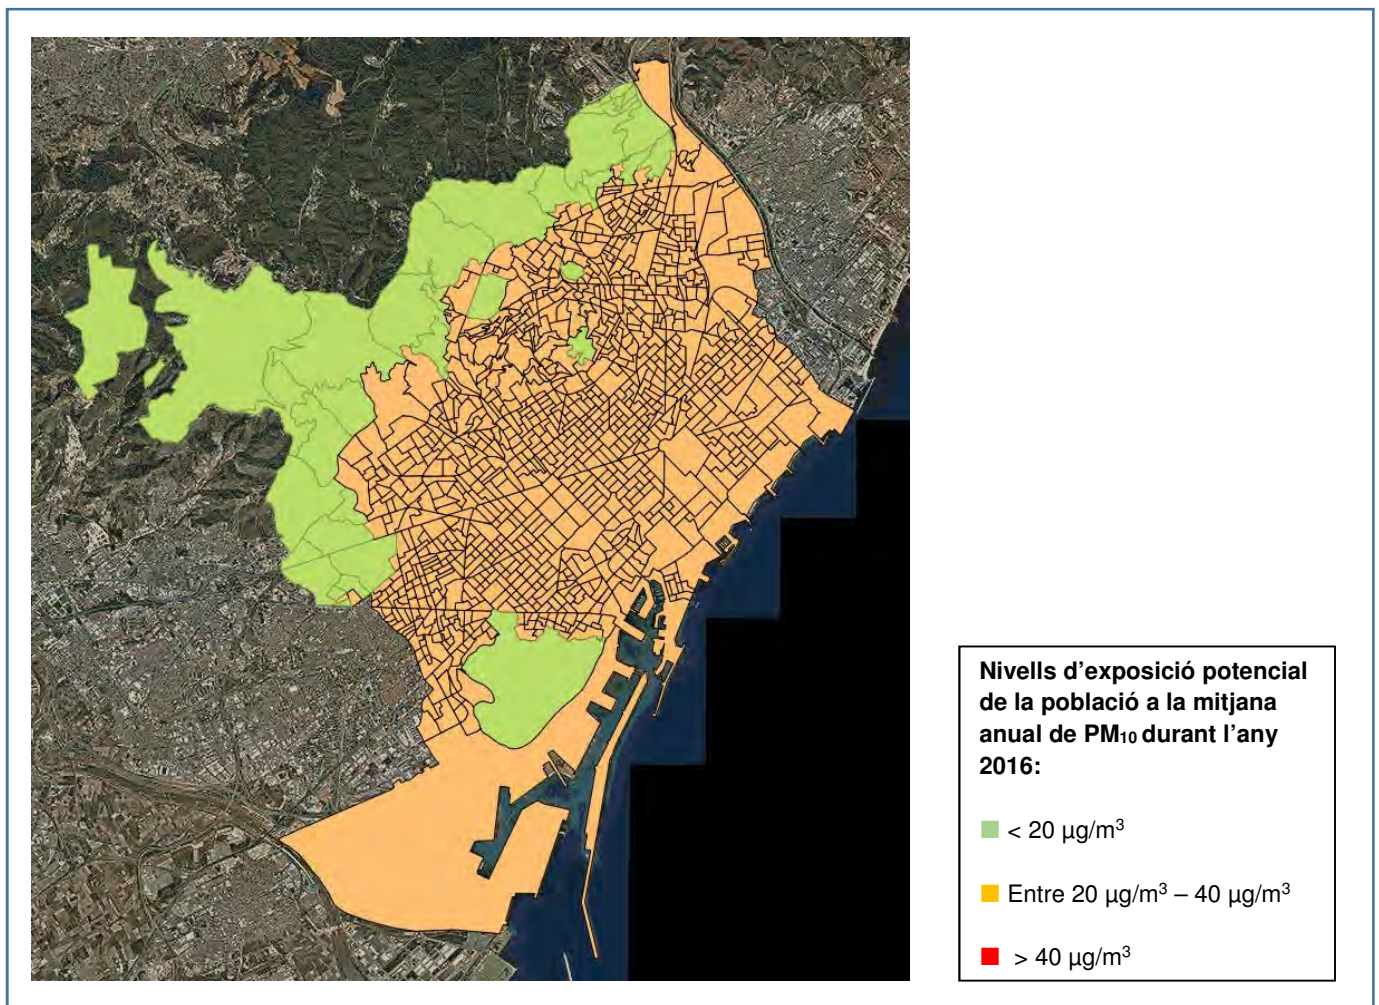 Nivells d’exposició potencial
de la població a la mitjana
anual de PM₁₀ durant l’any
2016:
< 20 µg/m³
Entre 20 µg/m³ – 40 µg/m³
> 40 µg/m³